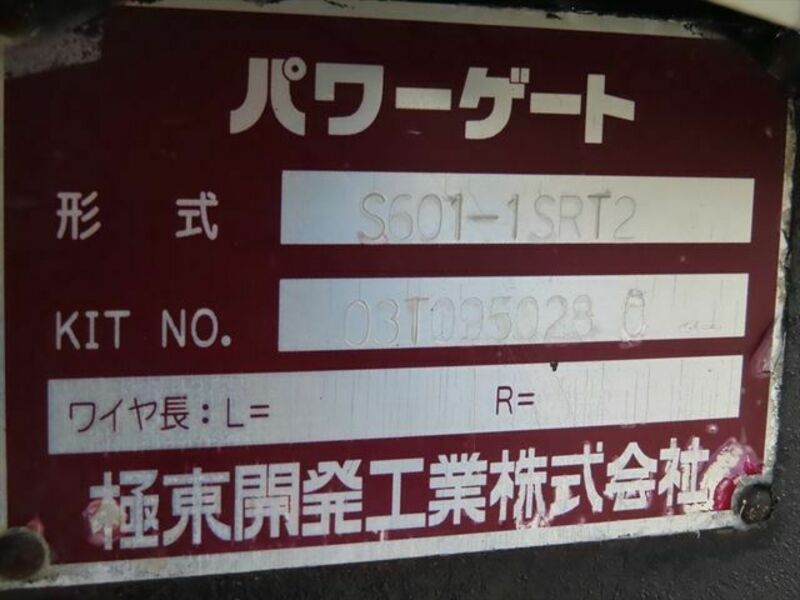 パワーゲート
形式 S601-1SRT2
KIT NO. 03T095028 0
ワイヤ長:L= R=
極東開発工業株式会社